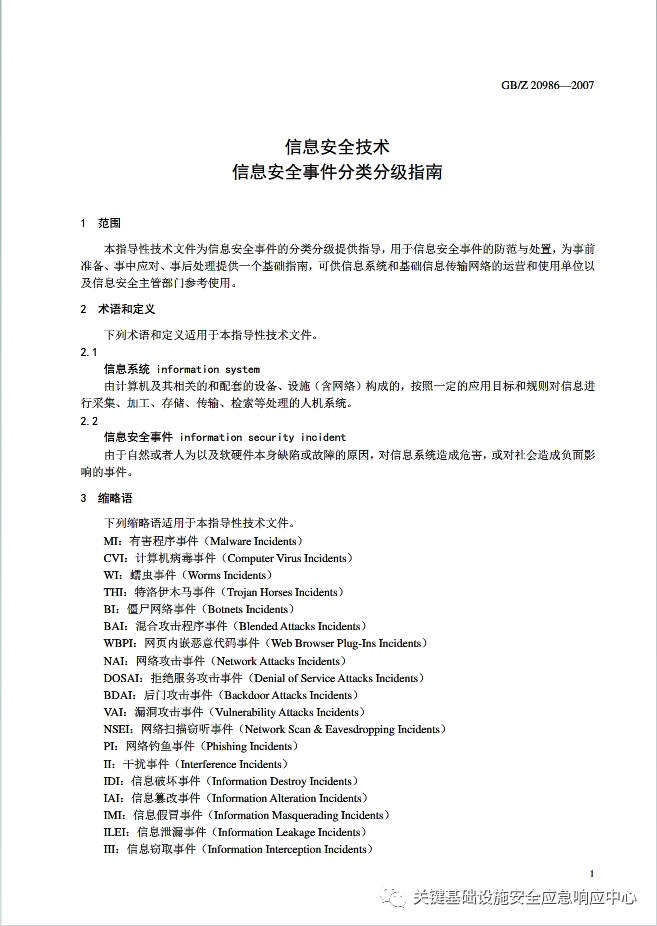 GB/Z 20986—2007
信息安全技术
信息安全事件分类分级指南
1 范围
本指导性技术文件为信息安全事件的分类分级提供指导，用于信息安全事件的防范与处置，为事前
准备、事中应对、事后处理提供一个基础指南，可供信息系统和基础信息传输网络的运营和使用单位以
及信息安全主管部门参考使用。
2 术语和定义
下列术语和定义适用于本指导性技术文件。
2.1
信息系统 information system
由计算机及其相关的和配套的设备、设施（含网络）构成的，按照一定的应用目标和规则对信息进
行采集、加工、存储、传输、检索等处理的人机系统。
2.2
信息安全事件 information security incident
由于自然或者人为以及软硬件本身缺陷或故障的原因，对信息系统造成危害，或对社会造成负面影
响的事件。
3 缩略语
下列缩略语适用于本指导性技术文件。
MI：有害程序事件（Malware Incidents）
CVI：计算机病毒事件（Computer Virus Incidents）
WI：蠕虫事件（Worms Incidents）
THI：特洛伊木马事件（Trojan Horses Incidents）
BI：僵尸网络事件（Botnets Incidents）
BAI：混合攻击程序事件（Blended Attacks Incidents）
WBPI：网页内嵌恶意代码事件（Web Browser Plug-Ins Incidents）
NAI：网络攻击事件（Network Attacks Incidents）
DOSAI：拒绝服务攻击事件（Denial of Service Attacks Incidents）
BDAI：后门攻击事件（Backdoor Attacks Incidents）
VAI：漏洞攻击事件（Vulnerability Attacks Incidents）
NSEI：网络扫描窃听事件（Network Scan & Eavesdropping Incidents）
PI：网络钓鱼事件（Phishing Incidents）
II：干扰事件（Interference Incidents）
IDI：信息破坏事件（Information Destroy Incidents）
IAI：信息篡改事件（Information Alteration Incidents）
IMI：信息假冒事件（Information Masquerading Incidents）
ILEI：信息泄漏事件（Information Leakage Incidents）
III：信息窃取事件（Information Interception Incidents）
1
关键基础设施安全应急响应中心